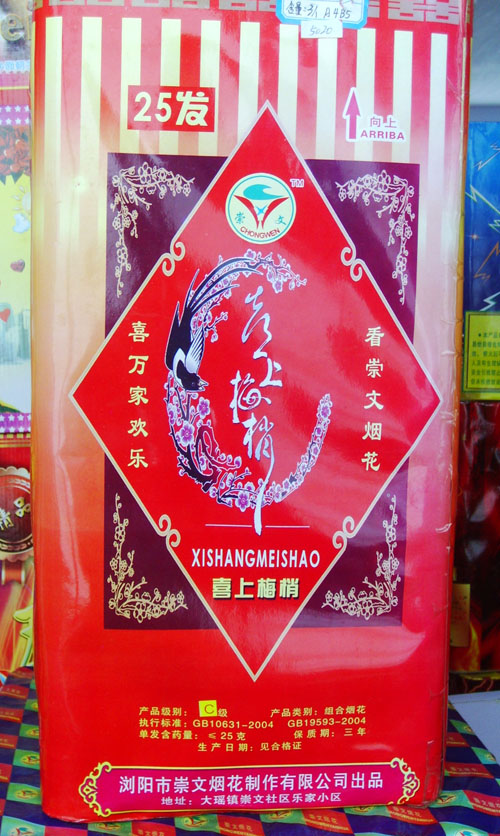 含量:31 A485
5020
25发
向上
ARRIBA
TM
崇 文
CHONGWEN
看崇文烟花
喜上梅梢
喜万家欢乐
XISHANGMEISHAO
喜上梅梢
产品级别: C级 产品类别: 组合烟花
执行标准: GB10631-2004 GB19593-2004
单发含药量: ≤25克 保质期: 三年
生产日期: 见合格证
浏阳市崇文烟花制作有限公司出品
地址: 大瑶镇崇文社区乐家小区